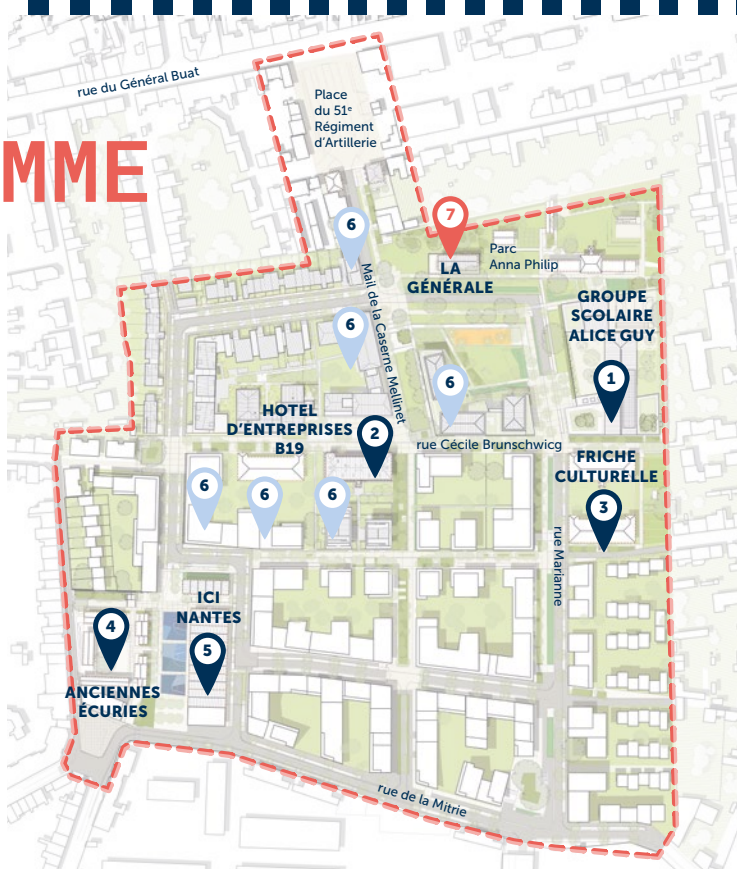 rue du Général Buat
Place
du 51e
Régiment
d'Artillerie
MME
6
7
Mail de la Caserne Mellinet
LA
GÉNÉRALE
Parc
Anna Philip
GROUPE
SCOLAIRE
ALICE GUY
1
6
6
HOTEL
D'ENTREPRISES
B19
2
rue Cécile Brunschwicg
FRICHE
CULTURELLE
3
6
6
6
rue Marianne
ICI
NANTES
5
4
ANCIENNES
ÉCURIES
rue de la Mitrie